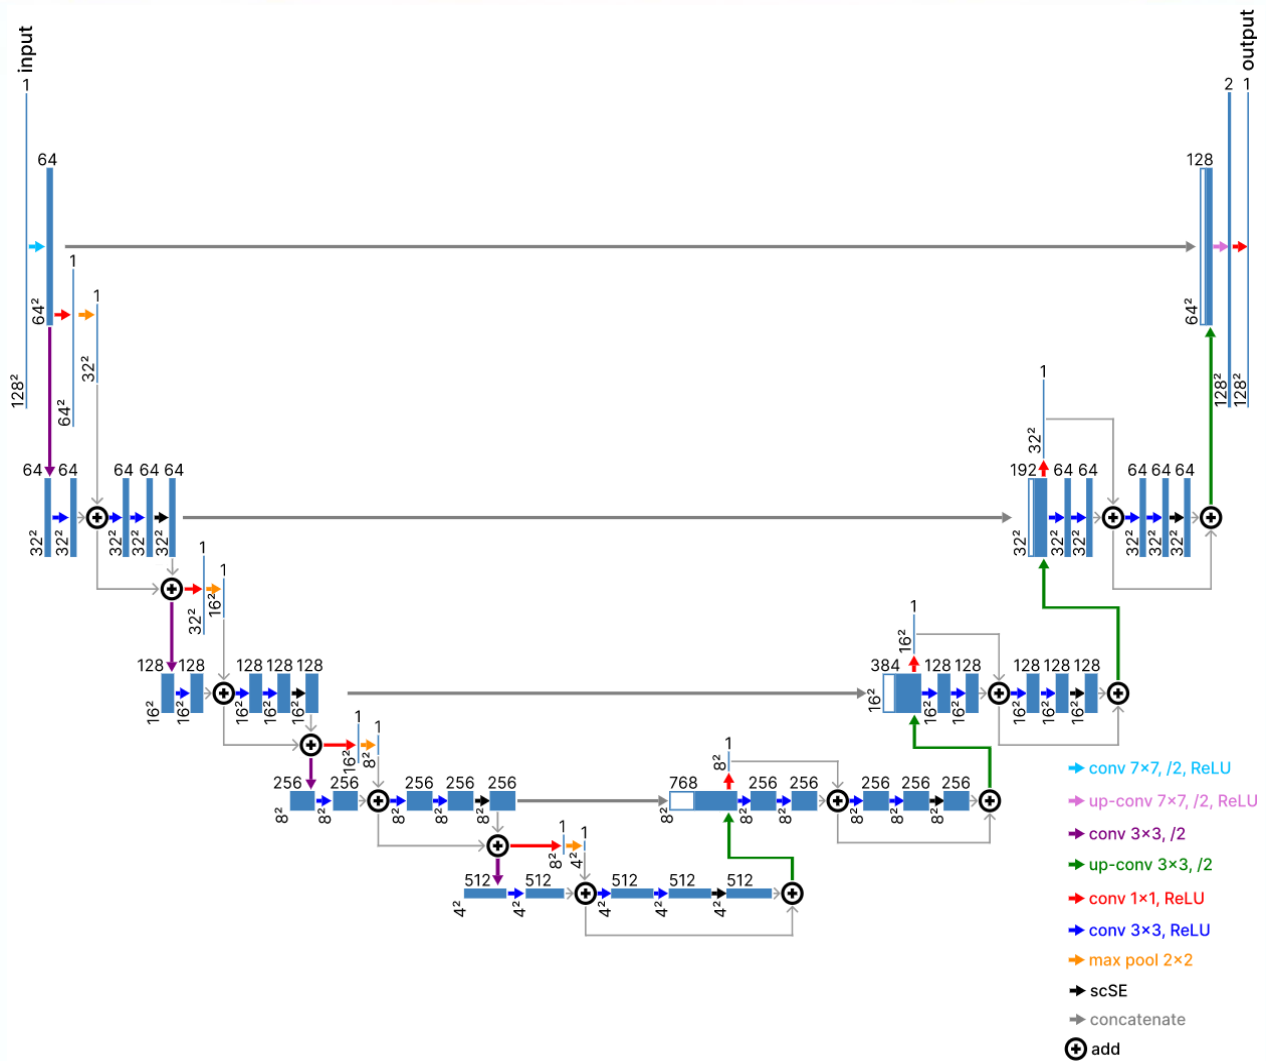 input
output
1
2 1
64
128
1
1
64²
64²
32²
128²
64²
128²
128²
1
32²
64 64 64 64 64
192 64 64 64 64 64
32² 32² 32² 32² 32²
32² 32² 32² 32² 32² 32²
1
1
32²
16²
1
16²
128 128 128 128 128
384 128 128 128 128 128
16² 16² 16² 16² 16²
16² 16² 16² 16² 16² 16²
1
1
16²
8²
1
8²
256 256 256 256 256
768 256 256 256 256 256
8² 8² 8² 8² 8²
8² 8² 8² 8² 8² 8²
1
1
8²
4²
512 512 512 512 512
4² 4² 4² 4² 4²
conv 7×7, /2, ReLU
up-conv 7×7, /2, ReLU
conv 3×3, /2
up-conv 3×3, /2
conv 1×1, ReLU
conv 3×3, ReLU
max pool 2×2
scSE
concatenate
add